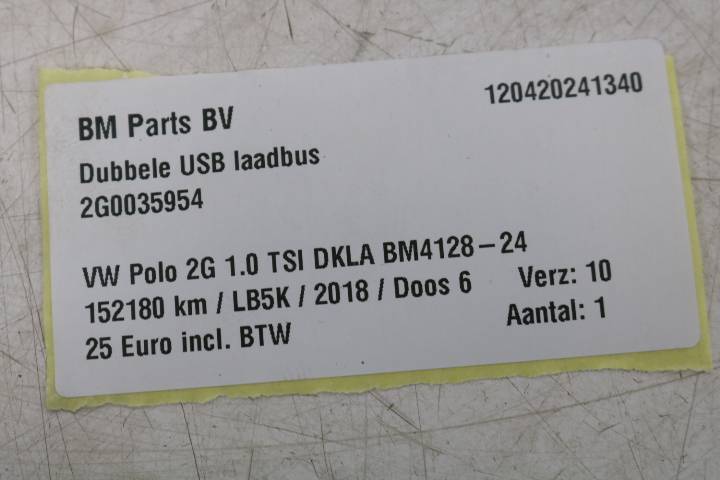 BM Parts BV
120420241340
Dubbele USB laadbus
2G0035954
VW Polo 2G 1.0 TSI DKLA BM4128-24
152180 km / LB5K / 2018 / Doos 6 Verz: 10
25 Euro incl. BTW Aantal: 1